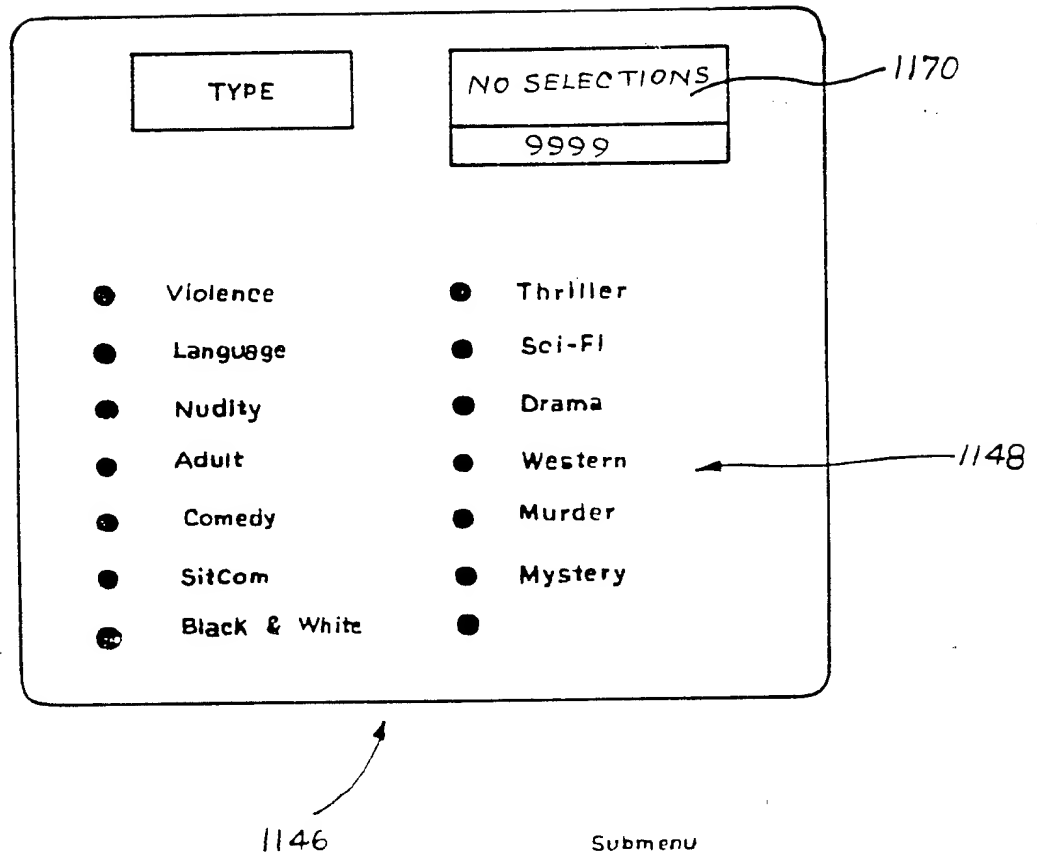 TYPE
NO SELECTIONS
9999
1170
Violence
Language
Nudity
Adult
Comedy
SitCom
Black & White
Thriller
Sci-Fi
Drama
Western
Murder
Mystery
1148
1146
Submenu